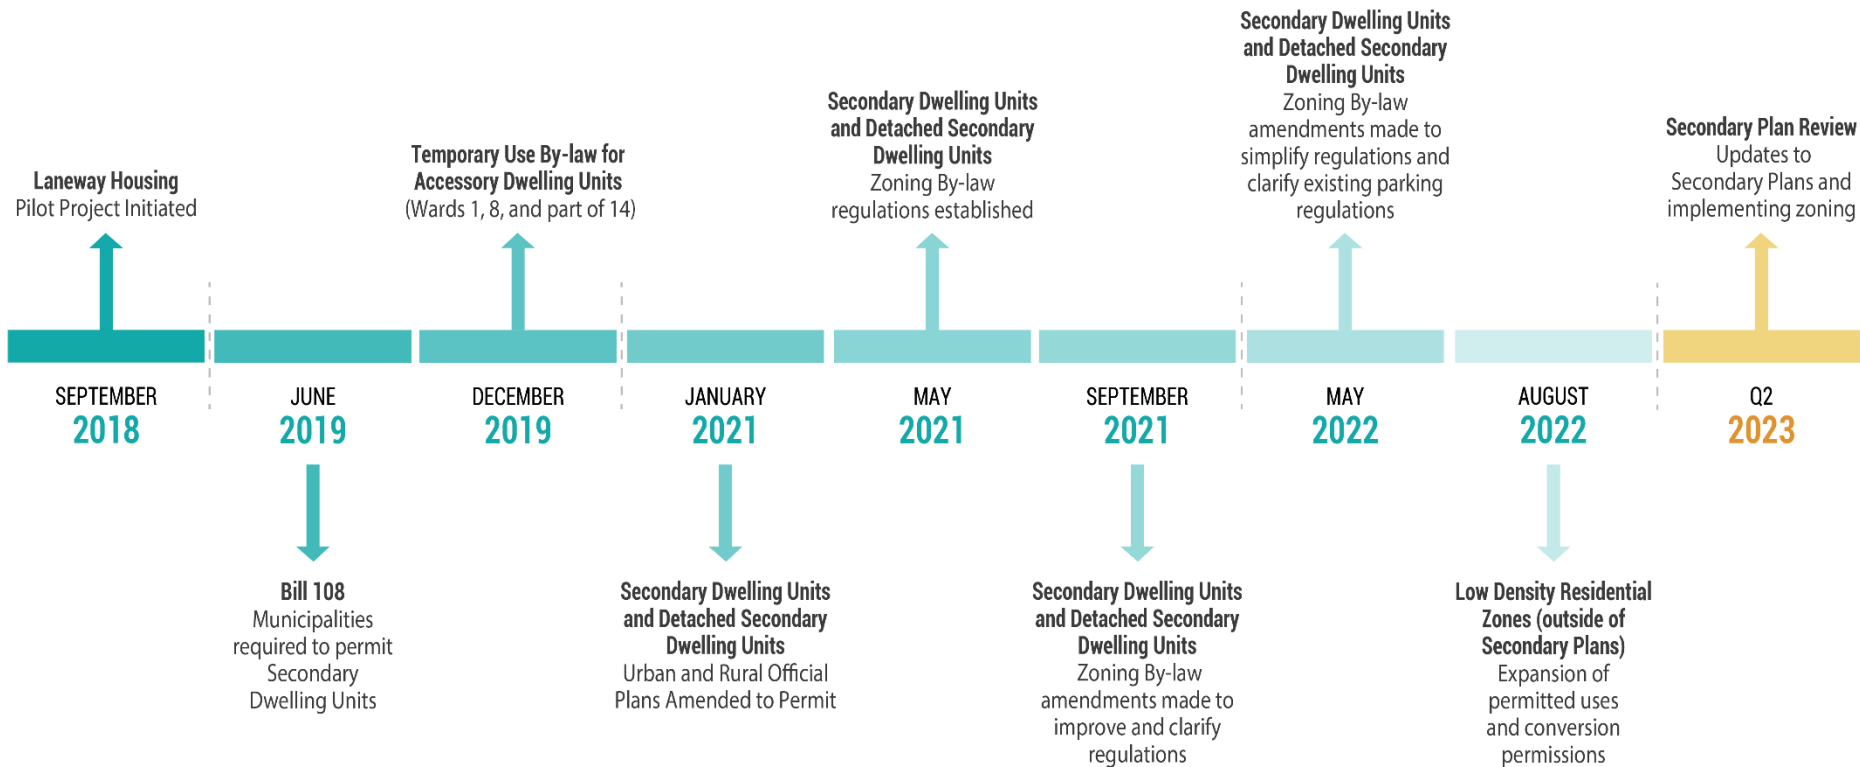 Laneway Housing
Pilot Project Initiated
SEPTEMBER
2018
JUNE
2019
Bill 108
Municipalities
required to permit
Secondary
Dwelling Units
Temporary Use By-law for
Accessory Dwelling Units
(Wards 1, 8, and part of 14)
DECEMBER
2019
JANUARY
2021
Secondary Dwelling Units
and Detached Secondary
Dwelling Units
Urban and Rural Official
Plans Amended to Permit
Secondary Dwelling Units
and Detached Secondary
Dwelling Units
Zoning By-law
regulations established
MAY
2021
SEPTEMBER
2021
Secondary Dwelling Units
and Detached Secondary
Dwelling Units
Zoning By-law
amendments made to
improve and clarify
regulations
Secondary Dwelling Units
and Detached Secondary
Dwelling Units
Zoning By-law
amendments made to
simplify regulations and
clarify existing parking
regulations
MAY
2022
AUGUST
2022
Low Density Residential
Zones (outside of
Secondary Plans)
Expansion of
permitted uses
and conversion
permissions
Secondary Plan Review
Updates to
Secondary Plans and
implementing zoning
Q2
2023